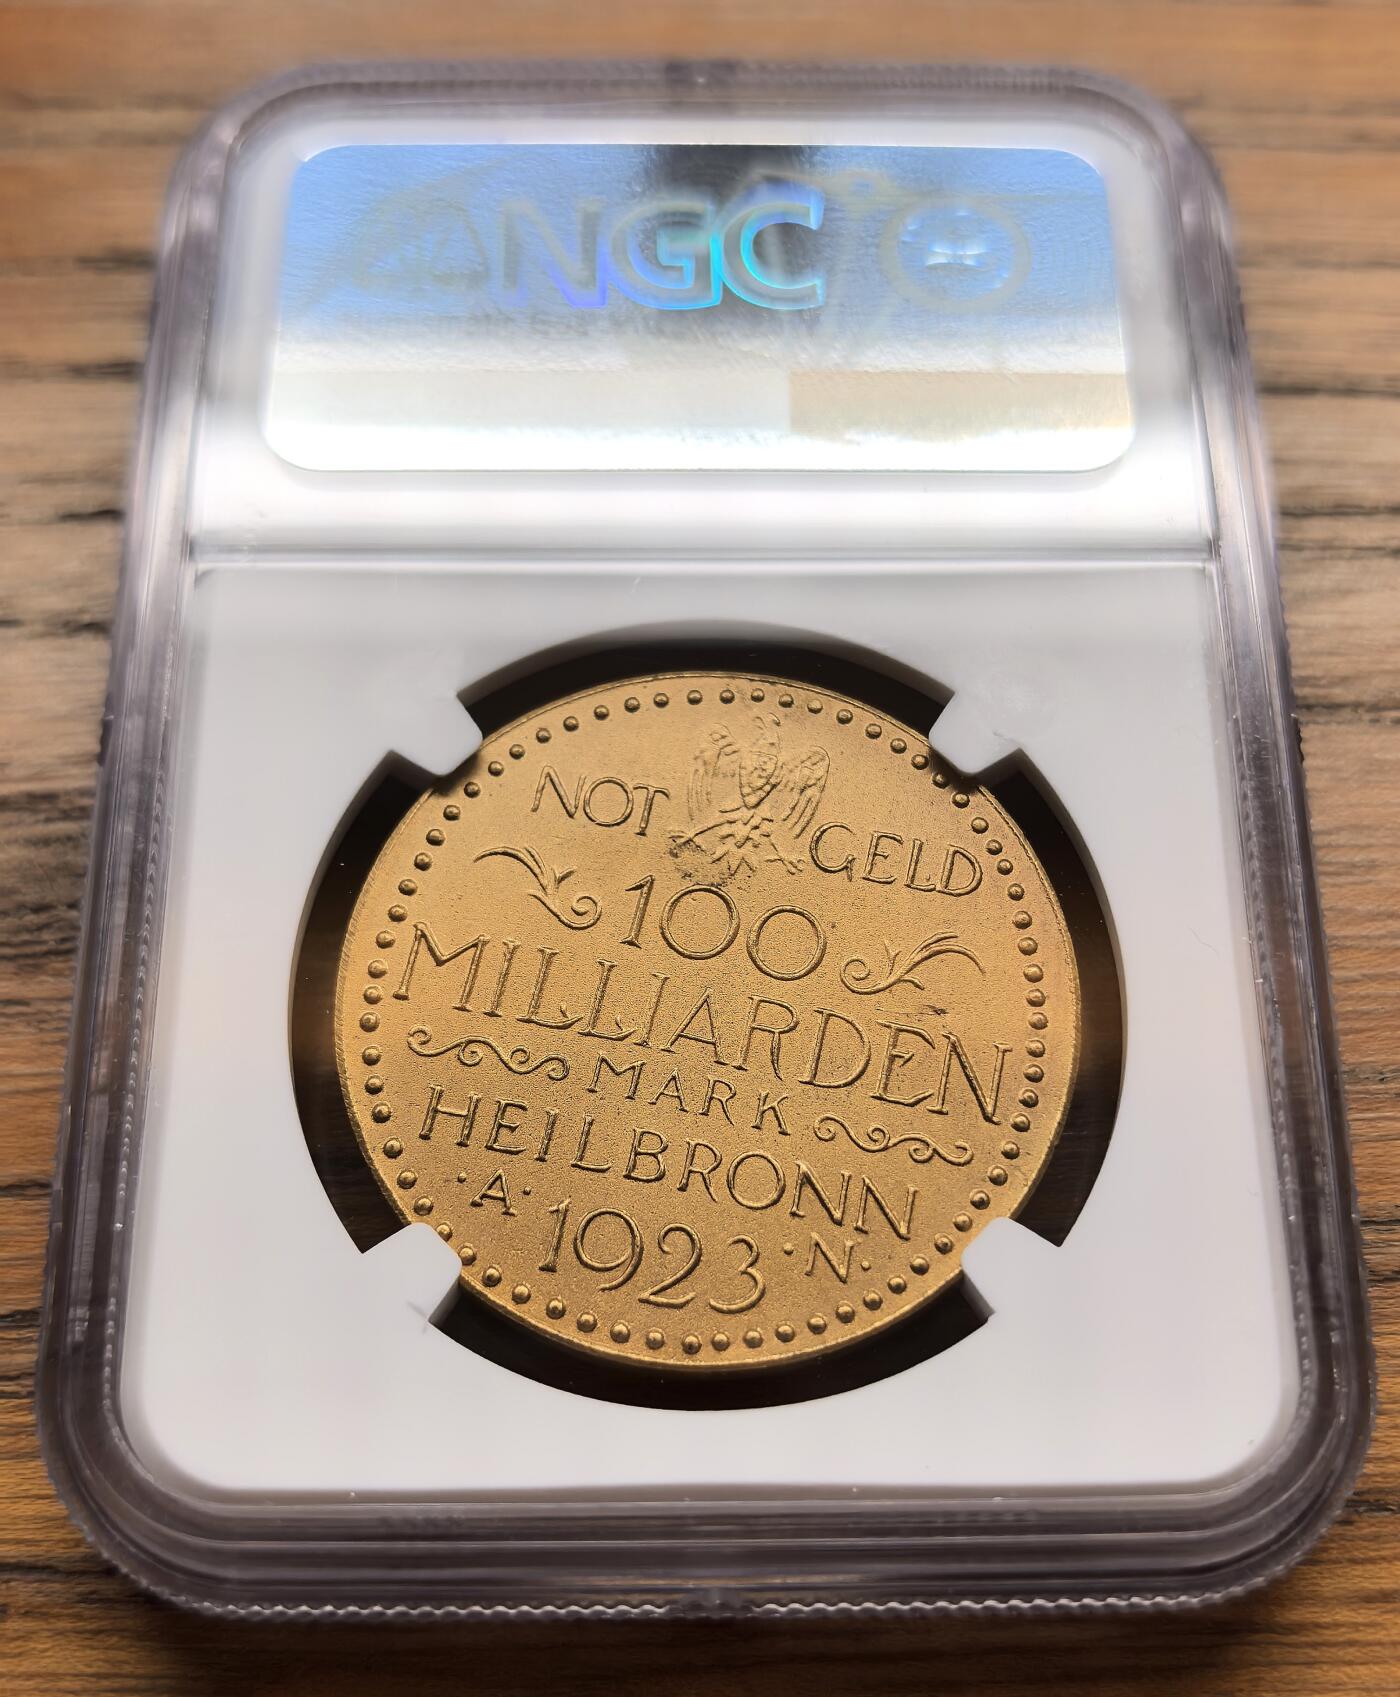 NGC
NOT GELD
100
MILLIARDEN
MARK
HEILBRONN
·A· 1923 ·N·